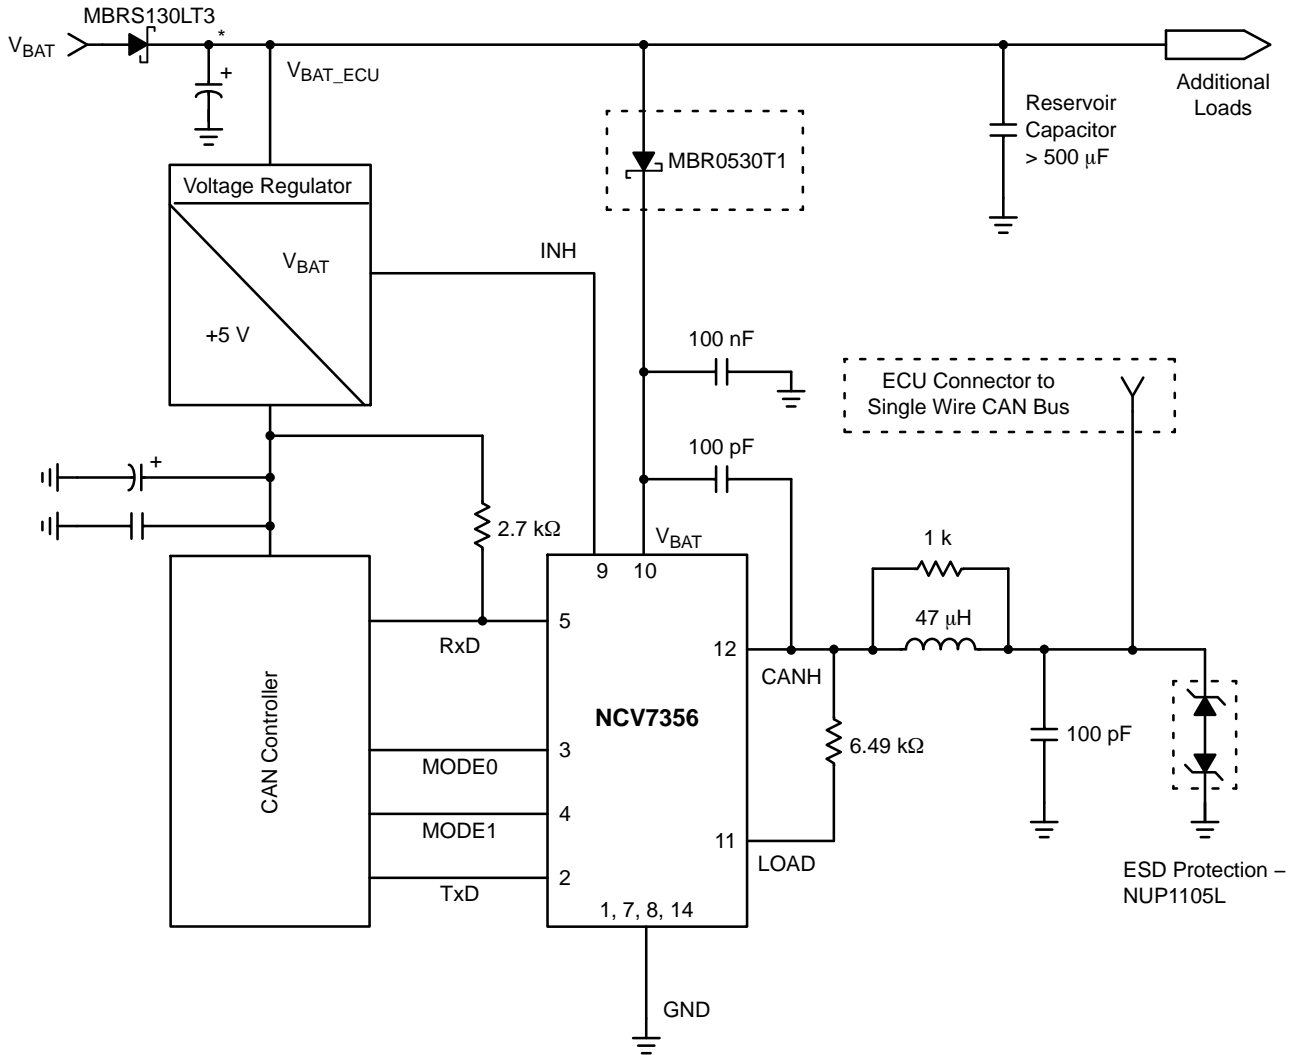 MBRS130LT3
V_BAT
*
+
V_BAT_ECU
Additional
Loads
Reservoir
Capacitor
> 500 μF
MBR0530T1
Voltage Regulator
V_BAT
+5 V
INH
100 nF
ECU Connector to
Single Wire CAN Bus
100 pF
+
2.7 kΩ
V_BAT
9
10
1 k
47 μH
5
RxD
12
CANH
CAN Controller
NCV7356
3
MODE0
6.49 kΩ
100 pF
4
MODE1
11
LOAD
2
TxD
1, 7, 8, 14
ESD Protection –
NUP1105L
GND